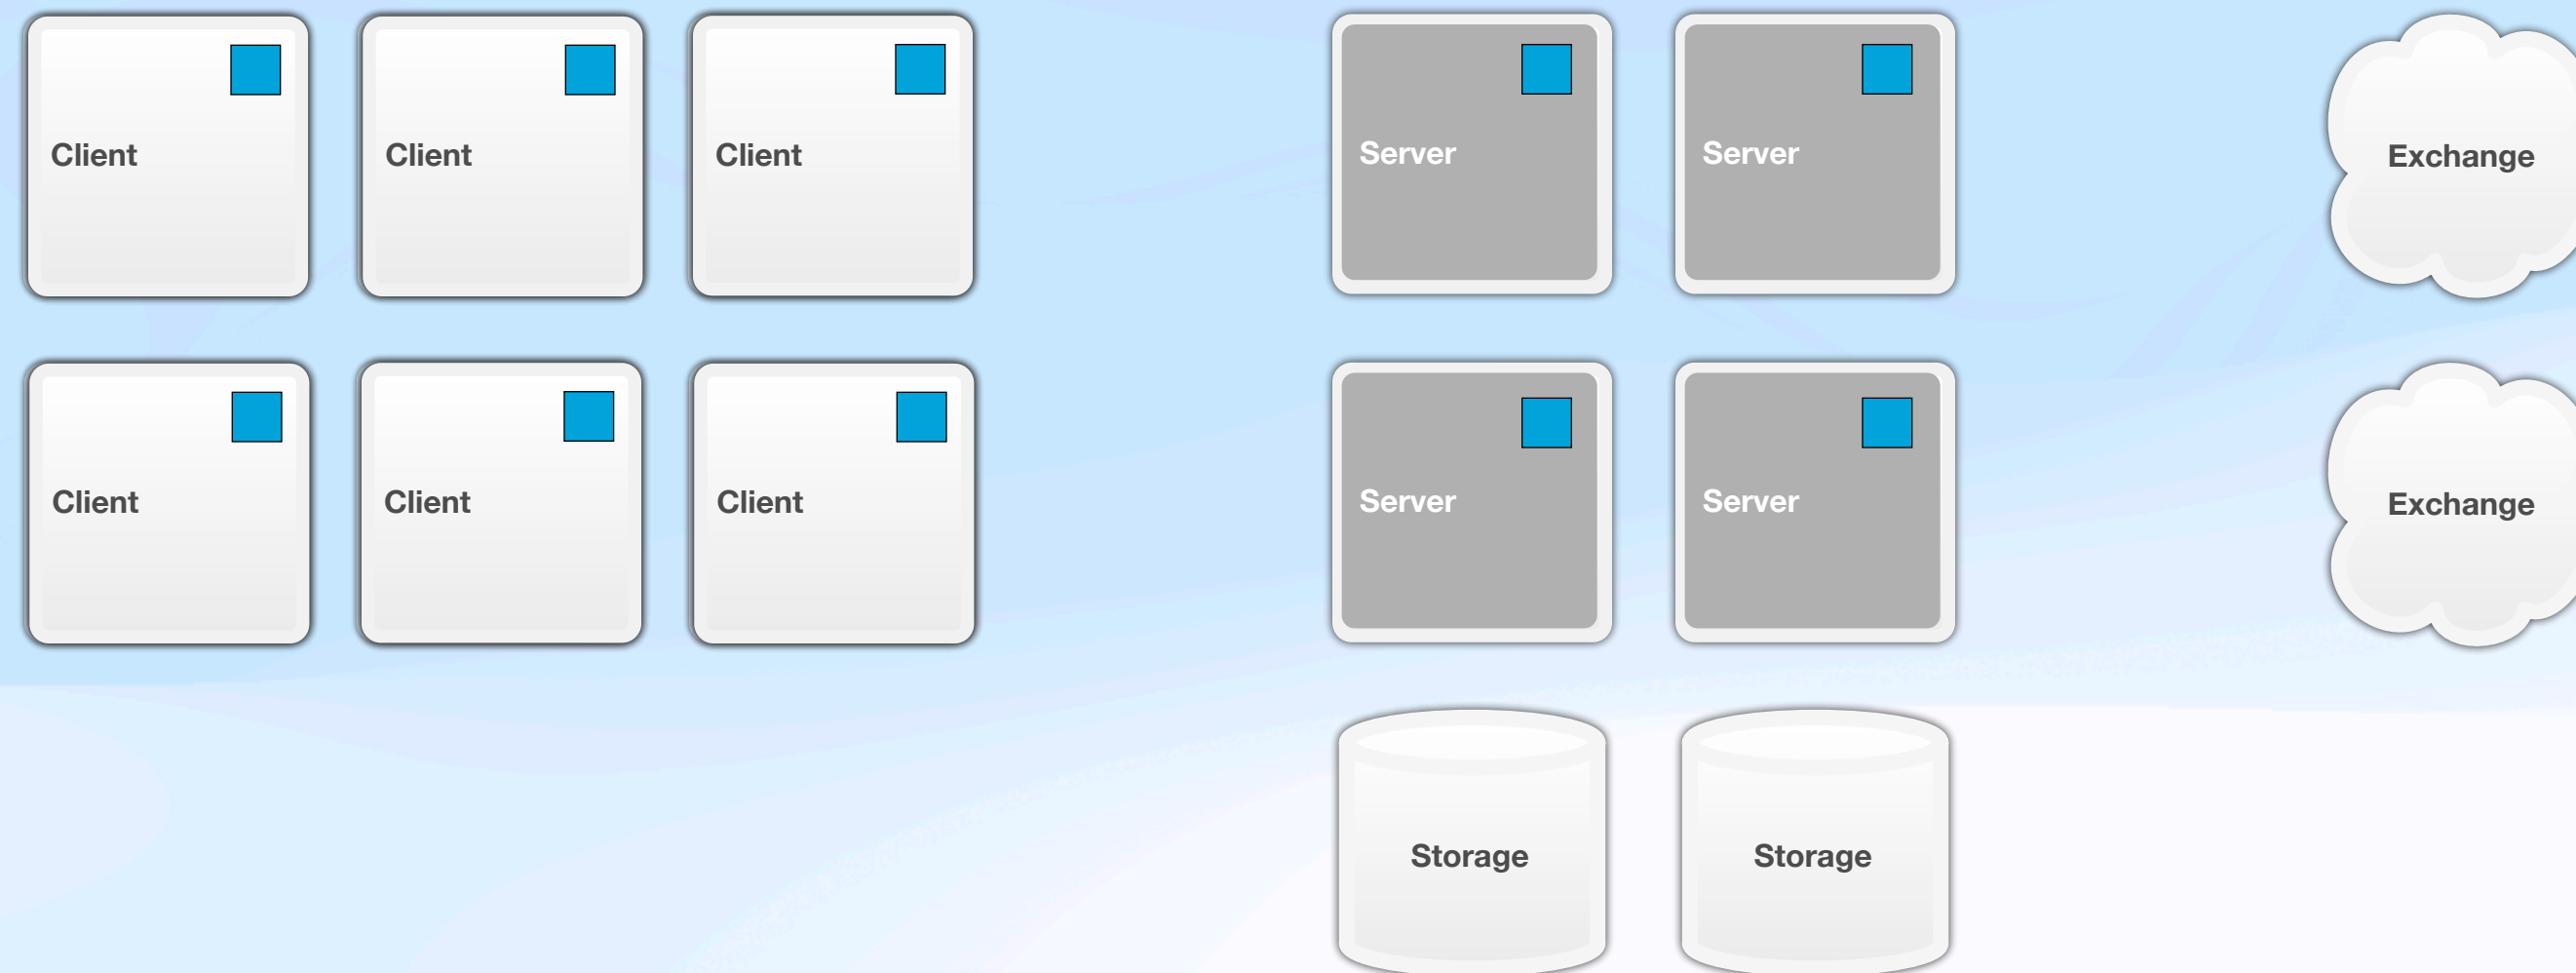 Client
Client
Client
Server
Server
Exchange
Client
Client
Client
Server
Server
Exchange
Storage
Storage